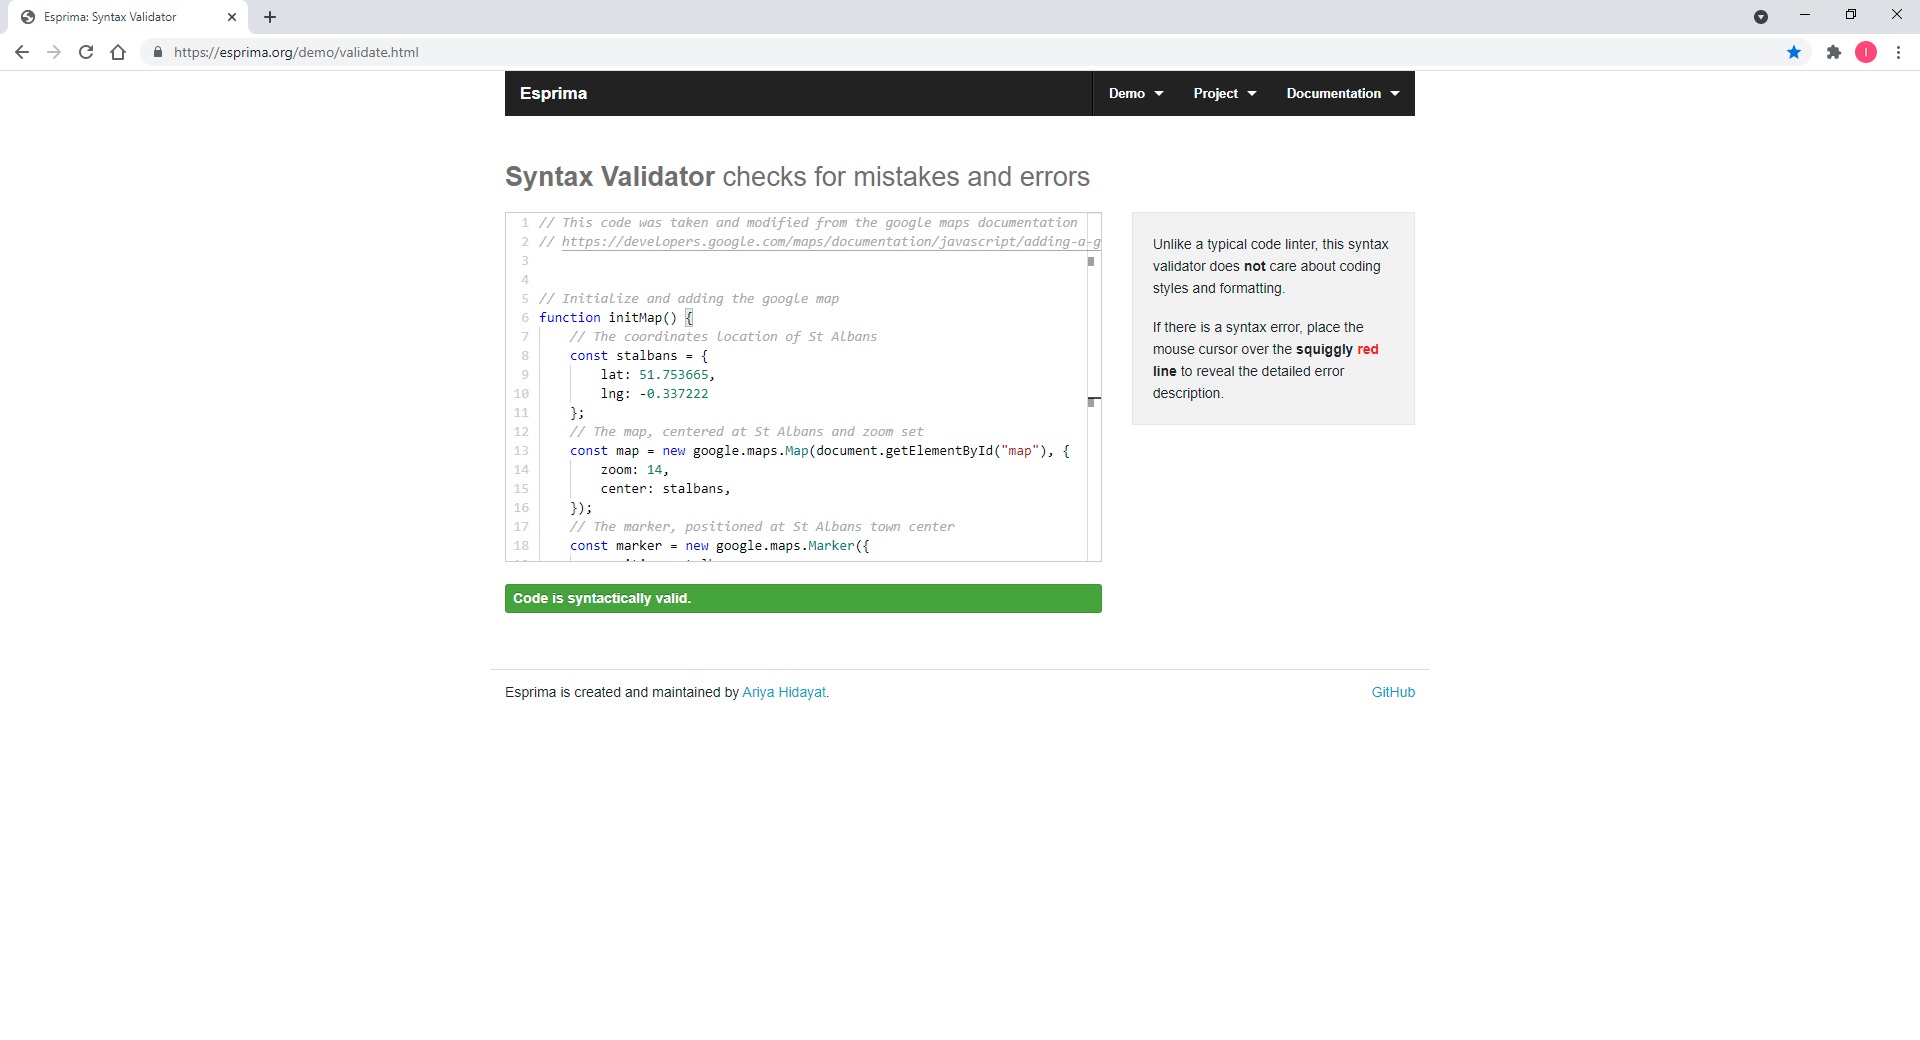 Esprima: Syntax Validator
https://esprima.org/demo/validate.html
I
Esprima
Demo
Project
Documentation
Syntax Validator checks for mistakes and errors
1 // This code was taken and modified from the google maps documentation
2 // https://developers.google.com/maps/documentation/javascript/adding-a-g
3
4
5 // Initialize and adding the google map
6 function initMap() {
7 // The coordinates location of St Albans
8 const stalbans = {
9 lat: 51.753665,
10 lng: -0.337222
11 };
12 // The map, centered at St Albans and zoom set
13 const map = new google.maps.Map(document.getElementById("map"), {
14 zoom: 14,
15 center: stalbans,
16 });
17 // The marker, positioned at St Albans town center
18 const marker = new google.maps.Marker({
Code is syntactically valid.
Unlike a typical code linter, this syntax
validator does not care about coding
styles and formatting.
If there is a syntax error, place the
mouse cursor over the squiggly red
line to reveal the detailed error
description.
Esprima is created and maintained by Ariya Hidayat.
GitHub